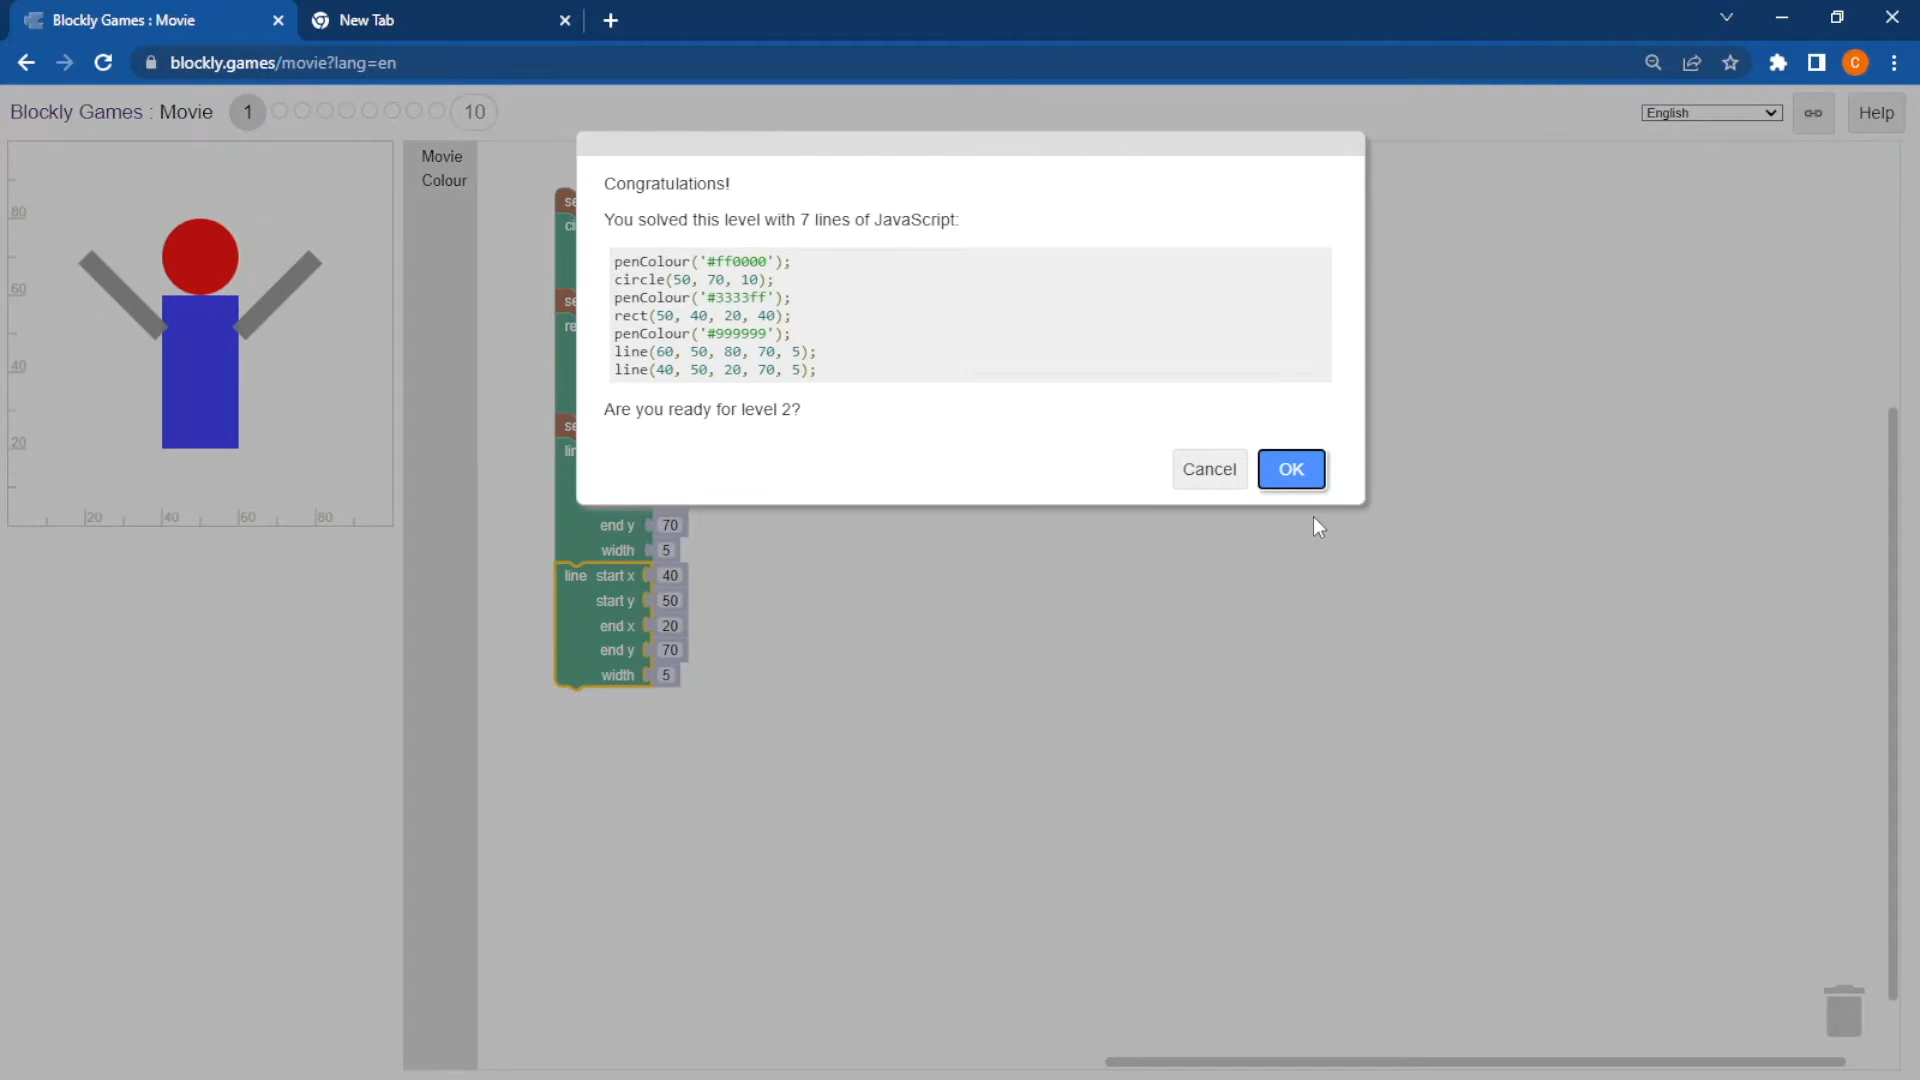 Blockly Games : Movie
New Tab
blockly.games/movie?lang=en
C
Blockly Games : Movie 1 10
English
Help
Movie
Colour
80
60
40
20
20 40 60 80
Congratulations!
You solved this level with 7 lines of JavaScript:
penColour('#ff0000');
circle(50, 70, 10);
penColour('#3333ff');
rect(50, 40, 20, 40);
penColour('#999999');
line(60, 50, 80, 70, 5);
line(40, 50, 20, 70, 5);
Are you ready for level 2?
Cancel
OK
end y 70
width 5
line start x 40
start y 50
end x 20
end y 70
width 5